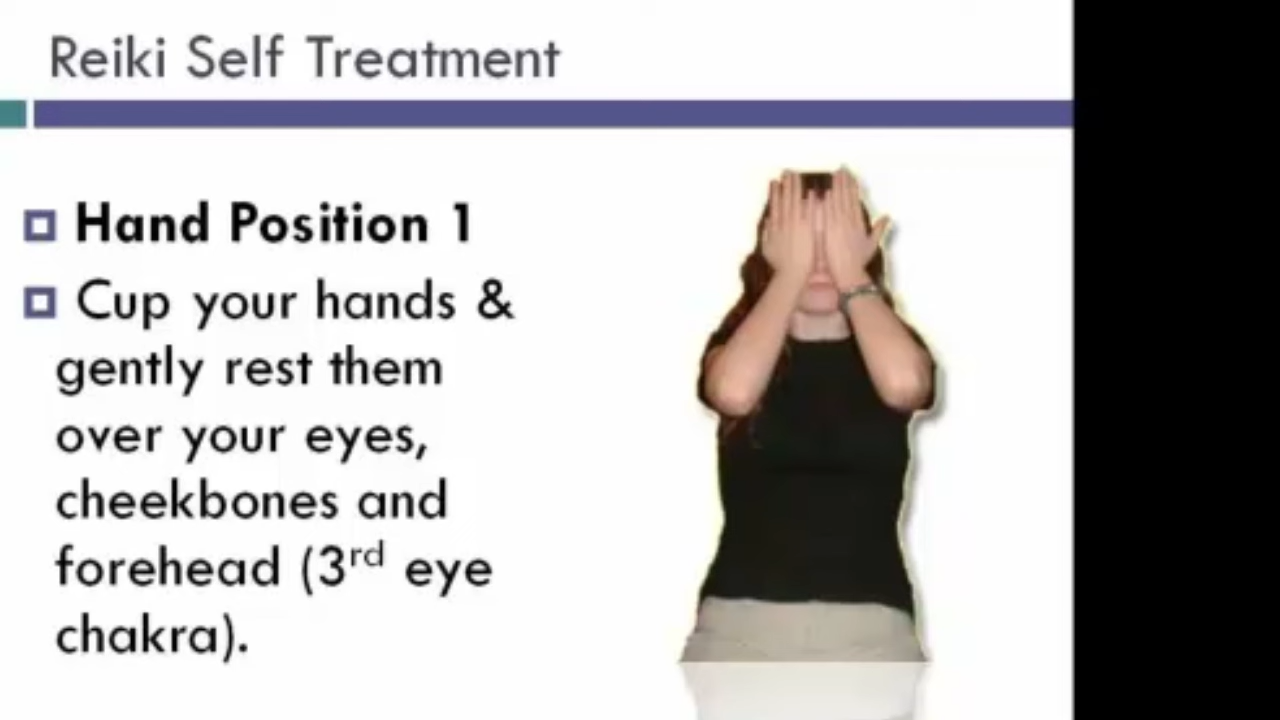 Reiki Self Treatment
Hand Position 1
Cup your hands &
gently rest them
over your eyes,
cheekbones and
forehead (3rd eye
chakra).